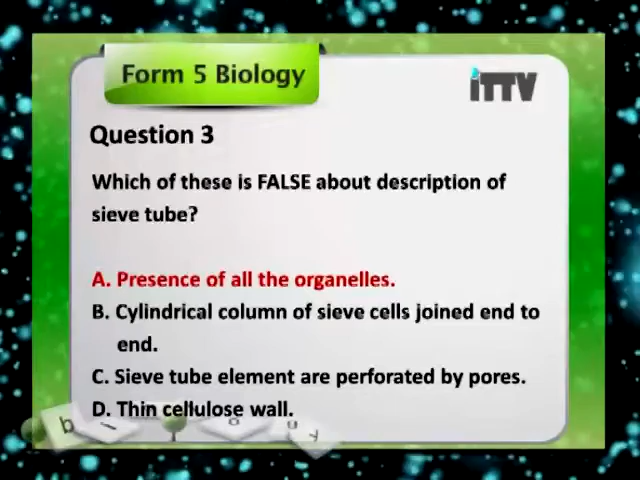 Form 5 Biology
iTTV
Question 3
Which of these is FALSE about description of
sieve tube?
A. Presence of all the organelles.
B. Cylindrical column of sieve cells joined end to
end.
C. Sieve tube element are perforated by pores.
D. Thin cellulose wall.